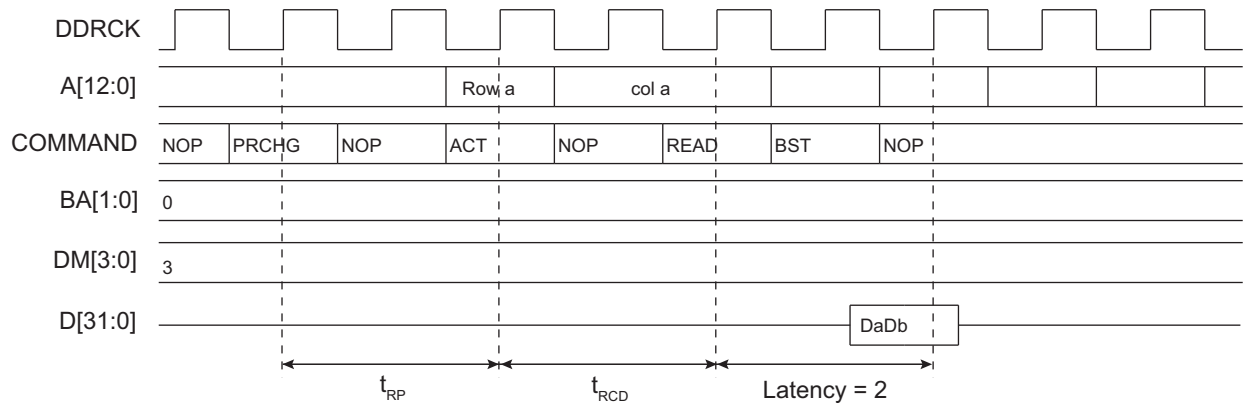 DDRCK
A[12:0] Row a col a
COMMAND NOP PRCHG NOP ACT NOP READ BST NOP
BA[1:0] 0
DM[3:0] 3
D[31:0] DaDb
tRP tRCD Latency = 2